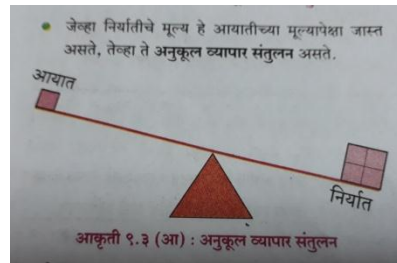 • जेव्हा निर्यातीचे मूल्य हे आयातीच्या मूल्यापेक्षा जास्त
असते, तेव्हा ते अनुकूल व्यापार संतुलन असते.
आयात
निर्यात
आकृती ९.३ (आ) : अनुकूल व्यापार संतुलन